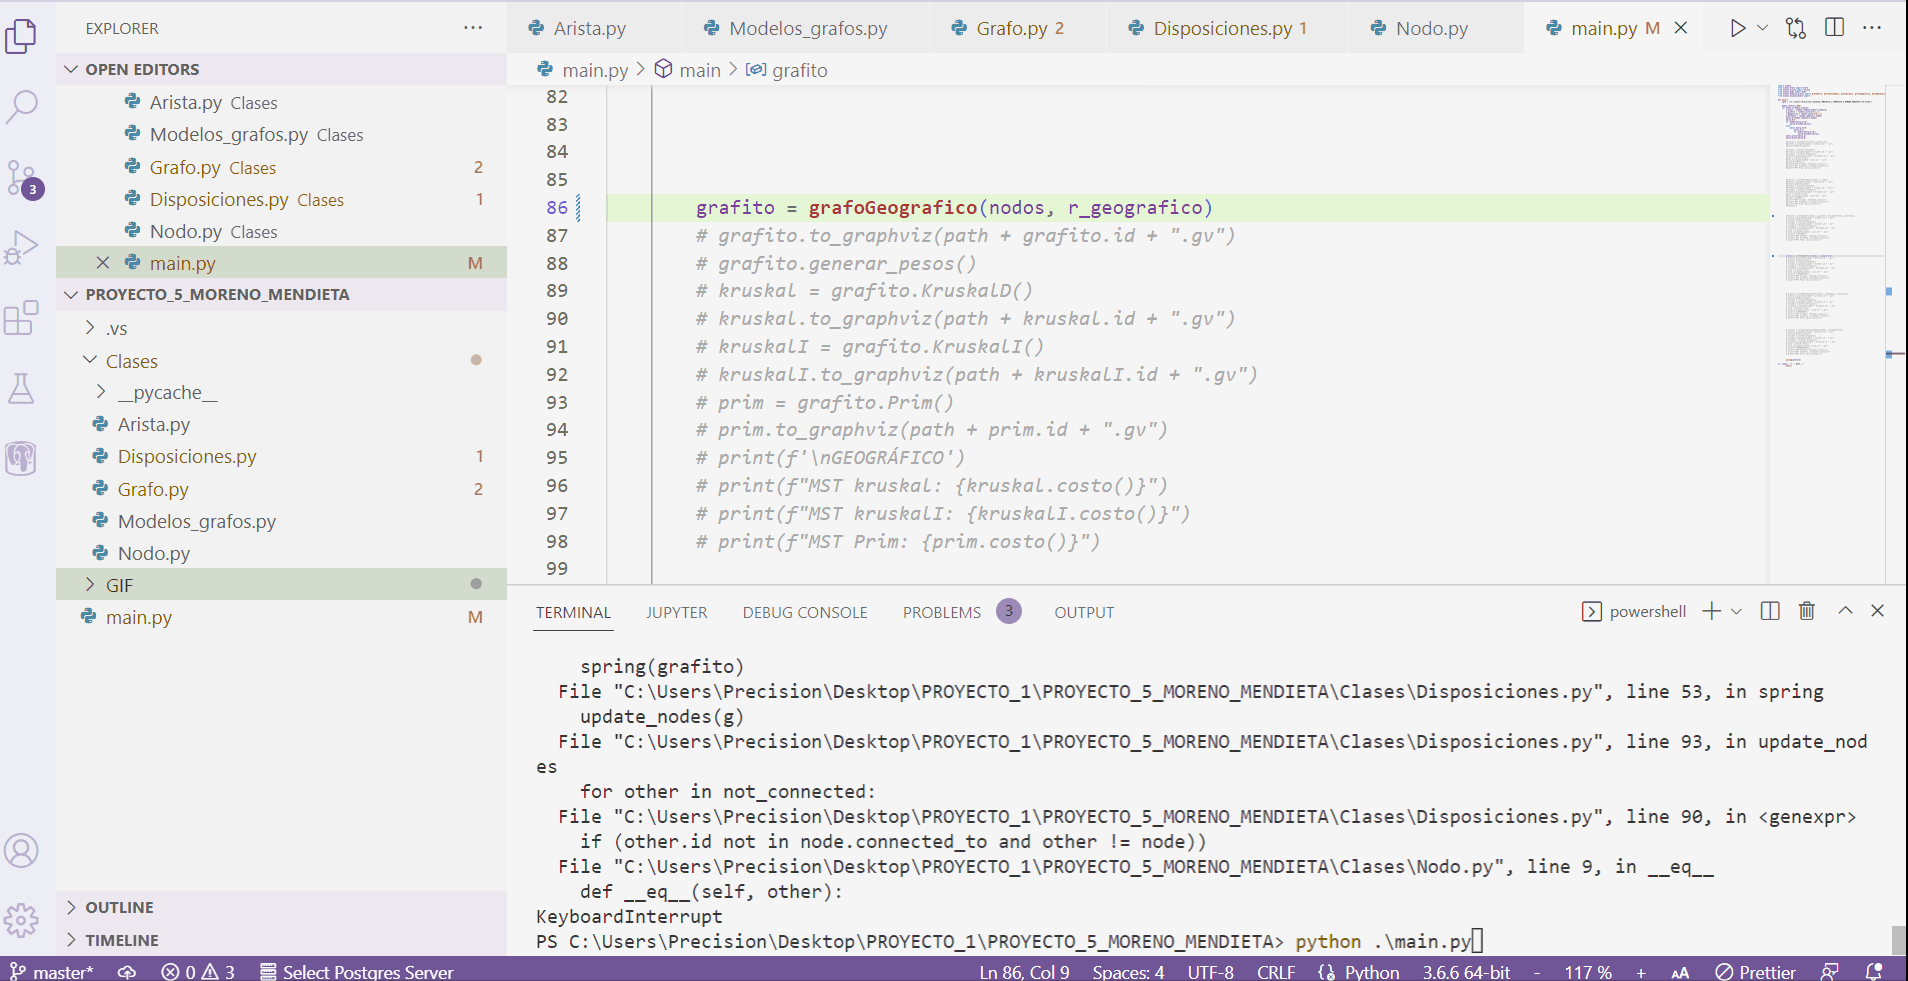 EXPLORER
Arista.py
Modelos_grafos.py
Grafo.py 2
Disposiciones.py 1
Nodo.py
main.py M
OPEN EDITORS
Arista.py Clases
Modelos_grafos.py Clases
Grafo.py Clases 2
Disposiciones.py Clases 1
Nodo.py Clases
main.py M
PROYECTO_5_MORENO_MENDIETA
.vs
Clases
__pycache__
Arista.py
Disposiciones.py 1
Grafo.py 2
Modelos_grafos.py
Nodo.py
GIF
main.py M
OUTLINE
TIMELINE
3
main.py > main > grafito
82
83
84
85
86 grafito = grafoGeografico(nodos, r_geografico)
87 # grafito.to_graphviz(path + grafito.id + ".gv")
88 # grafito.generar_pesos()
89 # kruskal = grafito.KruskalD()
90 # kruskal.to_graphviz(path + kruskal.id + ".gv")
91 # kruskalI = grafito.KruskalI()
92 # kruskalI.to_graphviz(path + kruskalI.id + ".gv")
93 # prim = grafito.Prim()
94 # prim.to_graphviz(path + prim.id + ".gv")
95 # print(f'\nGEOGRÁFICO')
96 # print(f"MST kruskal: {kruskal.costo()}")
97 # print(f"MST kruskalI: {kruskalI.costo()}")
98 # print(f"MST Prim: {prim.costo()}")
99
TERMINAL JUPYTER DEBUG CONSOLE PROBLEMS 3 OUTPUT
powershell
spring(grafito)
File "C:\Users\Precision\Desktop\PROYECTO_1\PROYECTO_5_MORENO_MENDIETA\Clases\Disposiciones.py", line 53, in spring
update_nodes(g)
File "C:\Users\Precision\Desktop\PROYECTO_1\PROYECTO_5_MORENO_MENDIETA\Clases\Disposiciones.py", line 93, in update_nod
es
for other in not_connected:
File "C:\Users\Precision\Desktop\PROYECTO_1\PROYECTO_5_MORENO_MENDIETA\Clases\Disposiciones.py", line 90, in <genexpr>
if (other.id not in node.connected_to and other != node))
File "C:\Users\Precision\Desktop\PROYECTO_1\PROYECTO_5_MORENO_MENDIETA\Clases\Nodo.py", line 9, in __eq__
def __eq__(self, other):
KeyboardInterrupt
PS C:\Users\Precision\Desktop\PROYECTO_1\PROYECTO_5_MORENO_MENDIETA> python .\main.py
master* 0 3 Select Postgres Server Ln 86, Col 9 Spaces: 4 UTF-8 CRLF Python 3.6.6 64-bit - 117 % + AA Prettier